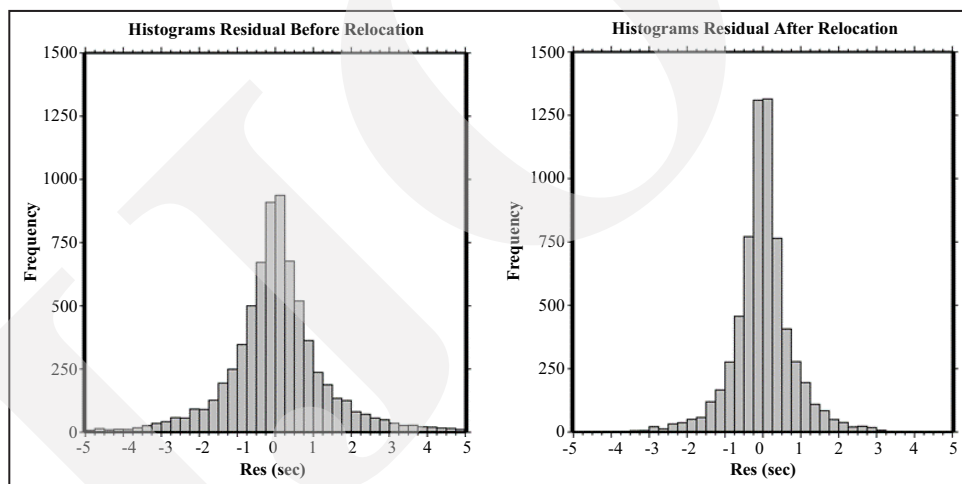 Histograms Residual Before Relocation
1500
1250
1000
750
500
250
0
Frequency
-5 -4 -3 -2 -1 0 1 2 3 4 5
Res (sec)
Histograms Residual After Relocation
1500
1250
1000
750
500
250
0
Frequency
-5 -4 -3 -2 -1 0 1 2 3 4 5
Res (sec)